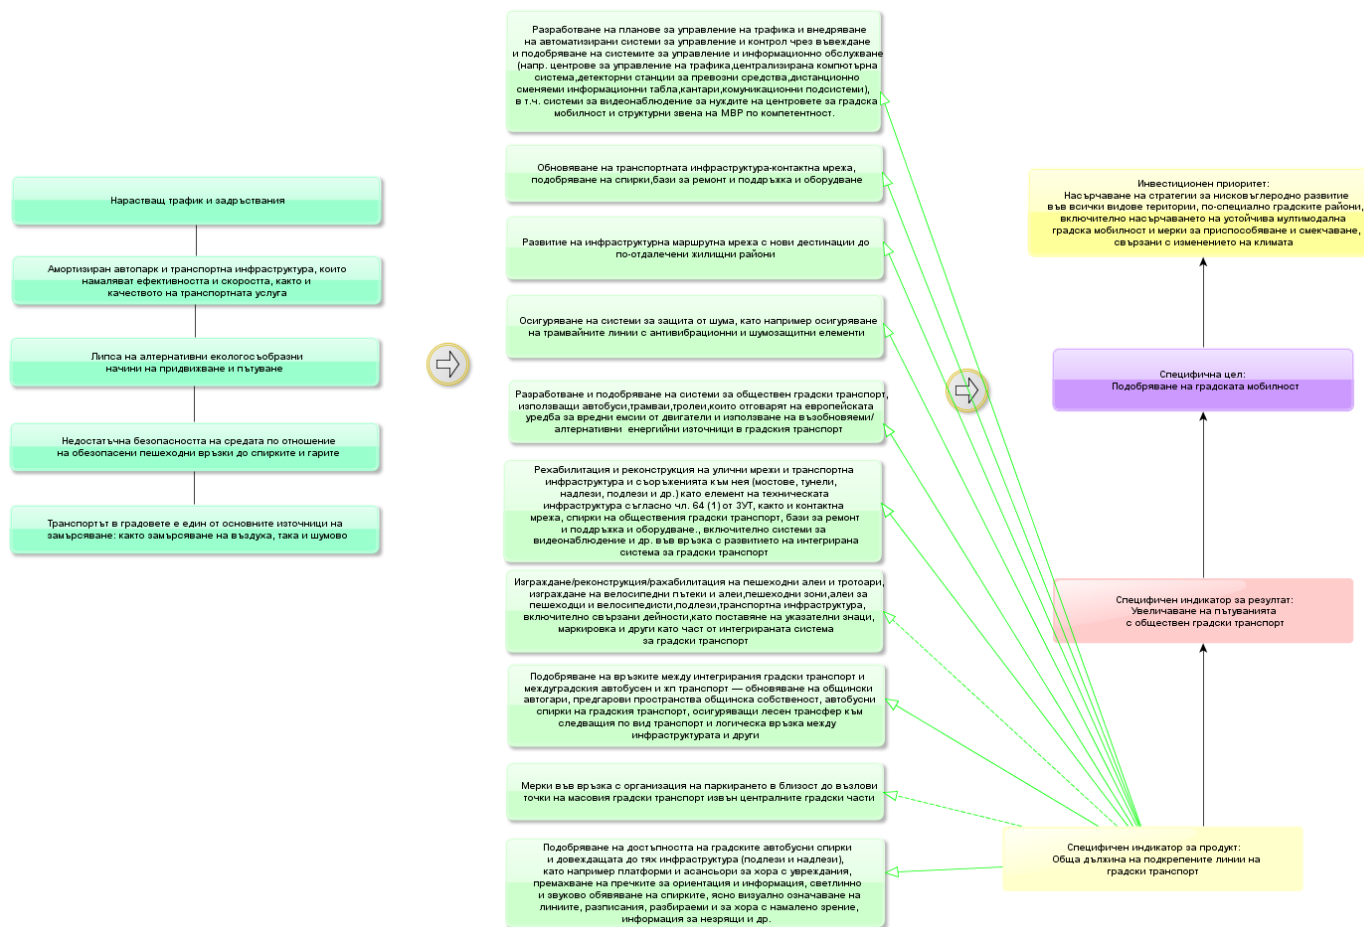 Нарастващ трафик и задръствания
Амортизиран автопарк и транспортна инфраструктура, които
намаляват ефективността и скоростта, както и
качеството на транспортната услуга
Липса на алтернативни екологосъобразни
начини на придвижване и пътуване
Недостатъчна безопасността на средата по отношение
на обезопасени пешеходни връзки до спирките и гарите
Транспортът в градовете е един от основните източници на
замърсяване: както замърсяване на въздуха, така и шумово
Разработване на планове за управление на трафика и внедряване
на автоматизирани системи за управление и контрол чрез въвеждане
и подобряване на системите за управление и информационно обслужване
(напр. центрове за управление на трафика,централизирана компютърна
система,детекторни станции за превозни средства,дистанционно
сменяеми информационни табла,кантари,комуникационни подсистеми),
в т.ч. системи за видеонаблюдение за нуждите на центровете за градска
мобилност и структурни звена на МВР по компетентност.
Обновяване на транспортната инфраструктура-контактна мрежа,
подобряване на спирки,бази за ремонт и поддръжка и оборудване
Развитие на инфраструктурна маршрутна мрежа с нови дестинации до
по-отдалечени жилищни райони
Осигуряване на системи за защита от шума, като например осигуряване
на трамвайните линии с антивибрационни и шумозащитни елементи
Разработване и подобряване на системи за обществен градски транспорт,
използващи автобуси,трамваи,тролеи,които отговарят на европейската
уредба за вредни емсии от двигатели и използване на възобновяеми/
алтернативни енергийни източници в градския транспорт
Рехабилитация и реконструкция на улични мрежи и транспортна
инфраструктура и съоръженията към нея (мостове, тунели,
надлези, подлези и др.) като елемент на техническата
инфраструктура съгласно чл. 64 (1) от ЗУТ, както и контактна
мрежа, спирки на обществения градски транспорт, бази за ремонт
и поддръжка и оборудване., включително системи за
видеонаблюдение и др. във връзка с развитието на интегрирана
система за градски транспорт
Изграждане/реконструкция/рахабилитация на пешеходни алеи и тротоари,
изграждане на велосипедни пътеки и алеи,пешеходни зони,алеи за
пешеходци и велосипедисти,подлези,транспортна инфраструктура,
включително свързани дейности,като поставяне на указателни знаци,
маркировка и други като част от интегрираната система
за градски транспорт
Подобряване на връзките между интегрирания градски транспорт и
междуградския автобусен и жп транспорт — обновяване на общински
автогари, предгарови пространства общинска собственост, автобусни
спирки на градския транспорт, осигуряващи лесен трансфер към
следващия по вид транспорт и логическа връзка между
инфраструктурата и други
Мерки във връзка с организация на паркирането в близост до възлови
точки на масовия градски транспорт извън централните градски части
Подобряване на достъпността на градските автобусни спирки
и довеждащата до тях инфраструктура (подлези и надлези),
като например платформи и асансьори за хора с увреждания,
премахване на пречките за ориентация и информация, светлинно
и звуково обявяване на спирките, ясно визуално означаване на
линиите, разписания, разбираеми и за хора с намалено зрение,
информация за незрящи и др.
Инвестиционен приоритет:
Насърчаване на стратегии за нисковъглеродно развитие
във всички видове територии, по-специално градските райони,
включително насърчаването на устойчива мултимодална
градска мобилност и мерки за приспособяване и смекчаване,
свързани с изменението на климата
Специфична цел:
Подобряване на градската мобилност
Специфичен индикатор за резултат:
Увеличаване на пътуванията
с обществен градски транспорт
Специфичен индикатор за продукт:
Обща дължина на подкрепените линии на
градски транспорт